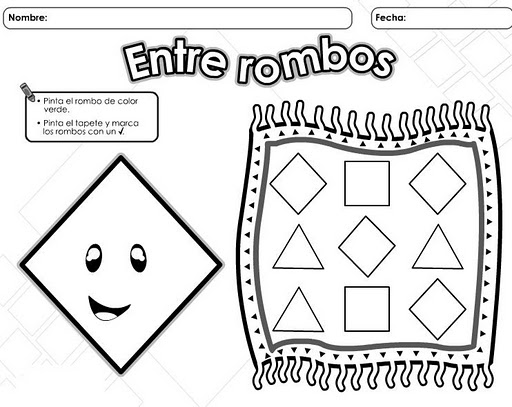 Nombre:
Fecha:
Entre rombos
• Pinta el rombo de color
verde.
• Pinta el tapete y marca
los rombos con un ✓.